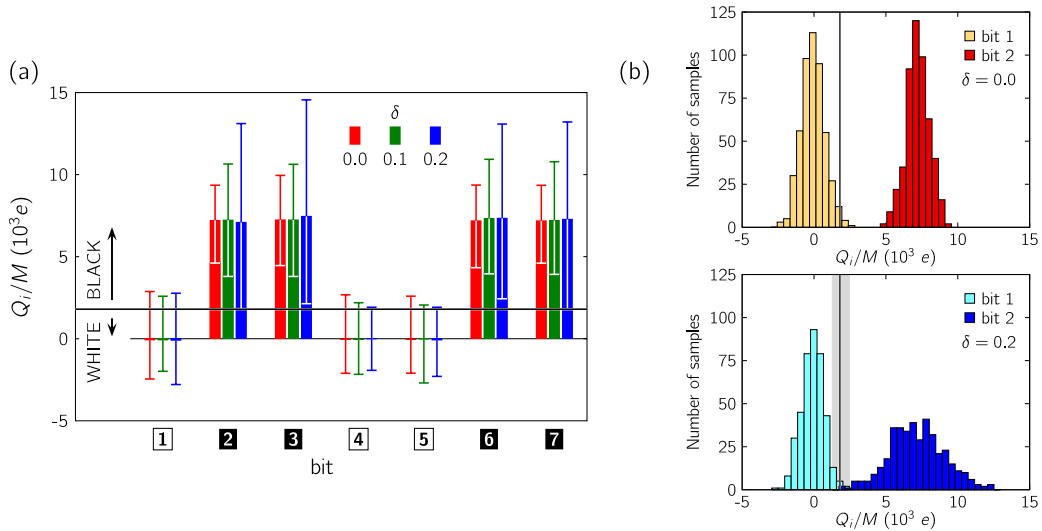 (a)
15
10
5
0
-5
Q_i/M (10^3 e)
BLACK
WHITE
δ
0.0 0.1 0.2
1 2 3 4 5 6 7
bit
(b)
125
100
75
50
25
0
Number of samples
bit 1
bit 2
δ = 0.0
-5 0 5 10 15
Q_i/M (10^3 e)
125
100
75
50
25
0
Number of samples
bit 1
bit 2
δ = 0.2
-5 0 5 10 15
Q_i/M (10^3 e)